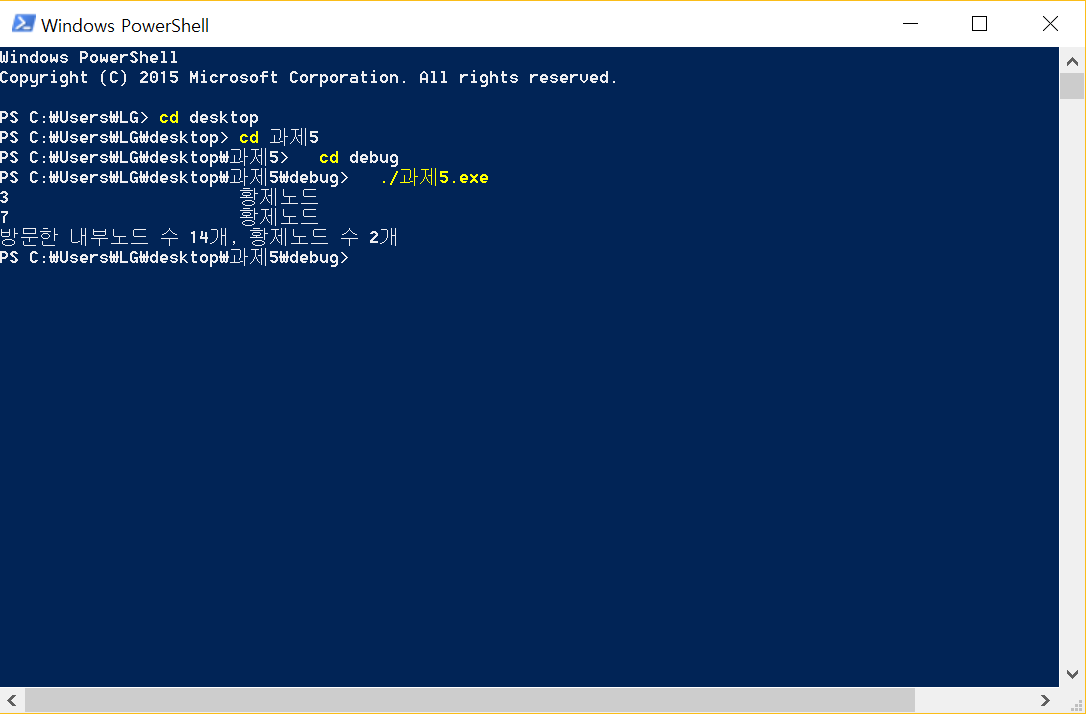 Windows PowerShell
Windows PowerShell
Copyright (C) 2015 Microsoft Corporation. All rights reserved.
PS C:₩Users₩LG> cd desktop
PS C:₩Users₩LG₩desktop> cd 과제5
PS C:₩Users₩LG₩desktop₩과제5>   cd debug
PS C:₩Users₩LG₩desktop₩과제5₩debug>   ./과제5.exe
3                       황제노드
7                       황제노드
방문한 내부노드 수 14개, 황제노드 수 2개
PS C:₩Users₩LG₩desktop₩과제5₩debug>